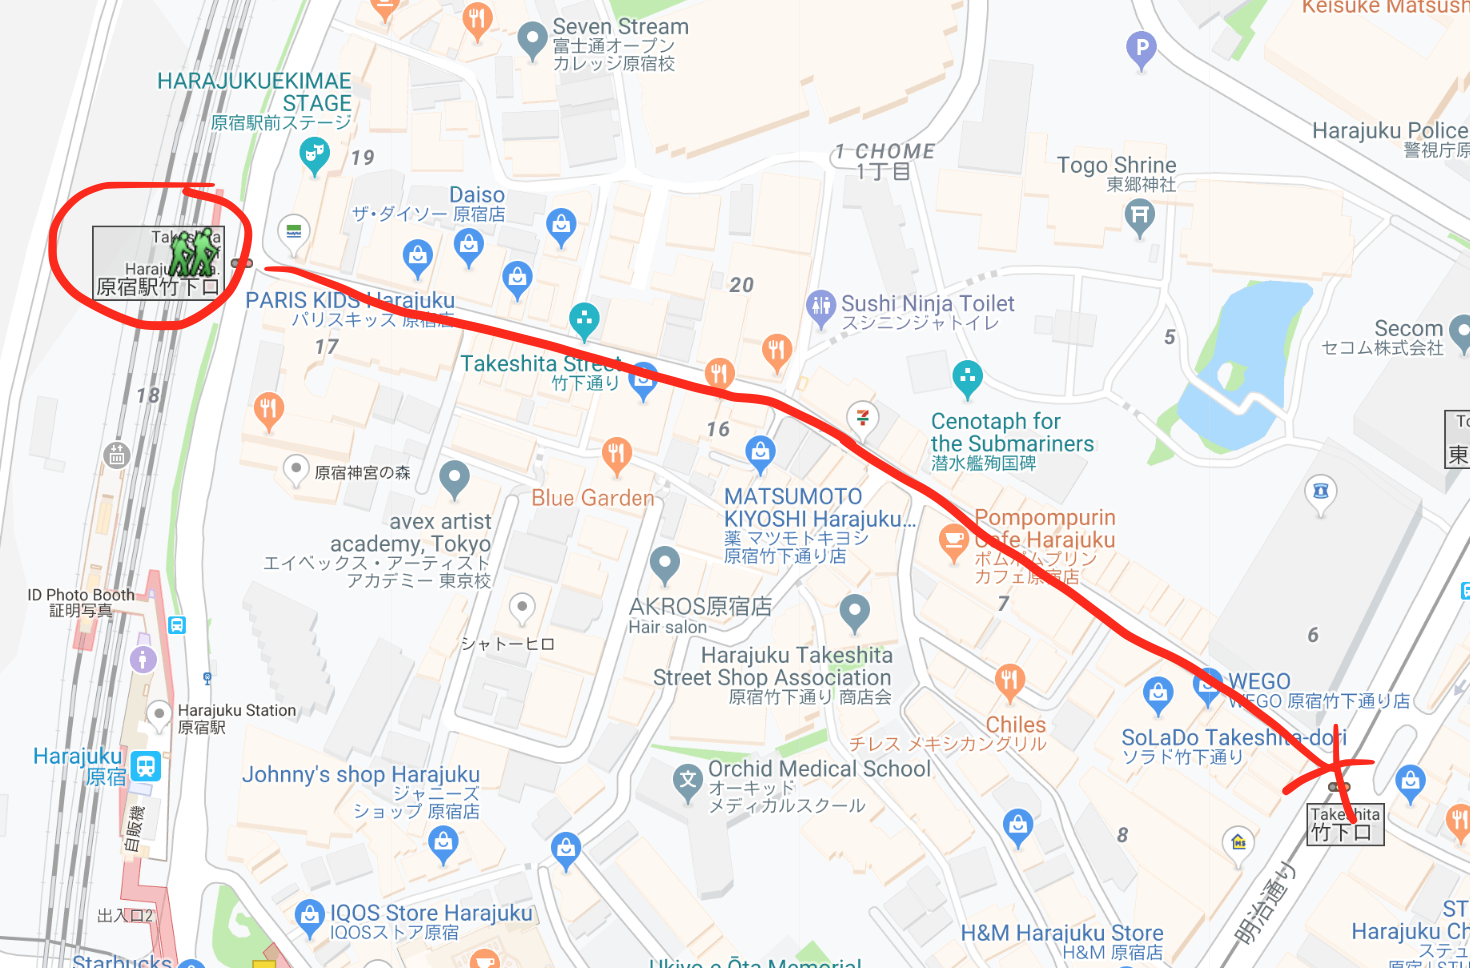 Keisuke Matsush
Seven Stream
富士通オープン
カレッジ原宿校
HARAJUKUEKIMAE
STAGE
原宿駅前ステージ
19
1 CHOME
1丁目
Harajuku Police
警視庁原
Togo Shrine
東郷神社
Daiso
ザ・ダイソー 原宿店
Takeshita
Haraju
原宿駅竹下口
PARIS KIDS Harajuku
パリスキッズ 原宿店
17
18
20
Sushi Ninja Toilet
スシニンジャトイレ
5
Secom
セコム株式会社
Takeshita Street
竹下通り
16
Cenotaph for
the Submariners
潜水艦殉国碑
To
東
原宿神宮の森
Blue Garden
MATSUMOTO
KIYOSHI Harajuku...
薬 マツモトキヨシ
原宿竹下通り店
avex artist
academy, Tokyo
エイベックス・アーティスト
アカデミー 東京校
Pompompurin
Cafe Harajuku
ポムポムプリン
カフェ原宿店
ID Photo Booth
証明写真
AKROS原宿店
Hair salon
7
6
シャトーヒロ
Harajuku Takeshita
Street Shop Association
原宿竹下通り 商店会
WEGO
WEGO 原宿竹下通り店
Harajuku Station
原宿駅
Chiles
チレス メキシカングリル
SoLaDo Takeshita-dori
ソラド竹下通り
Harajuku
原宿
Johnny's shop Harajuku
ジャニーズ
ショップ 原宿店
Orchid Medical School
オーキッド
メディカルスクール
自販機
Takeshita
竹下口
8
明治通り
出入口2
IQOS Store Harajuku
IQOSストア原宿
H&M Harajuku Store
H&M 原宿店
ST
Harajuku Ch
ステュ
Starbucks
Ukiyo-e Ōta Memorial